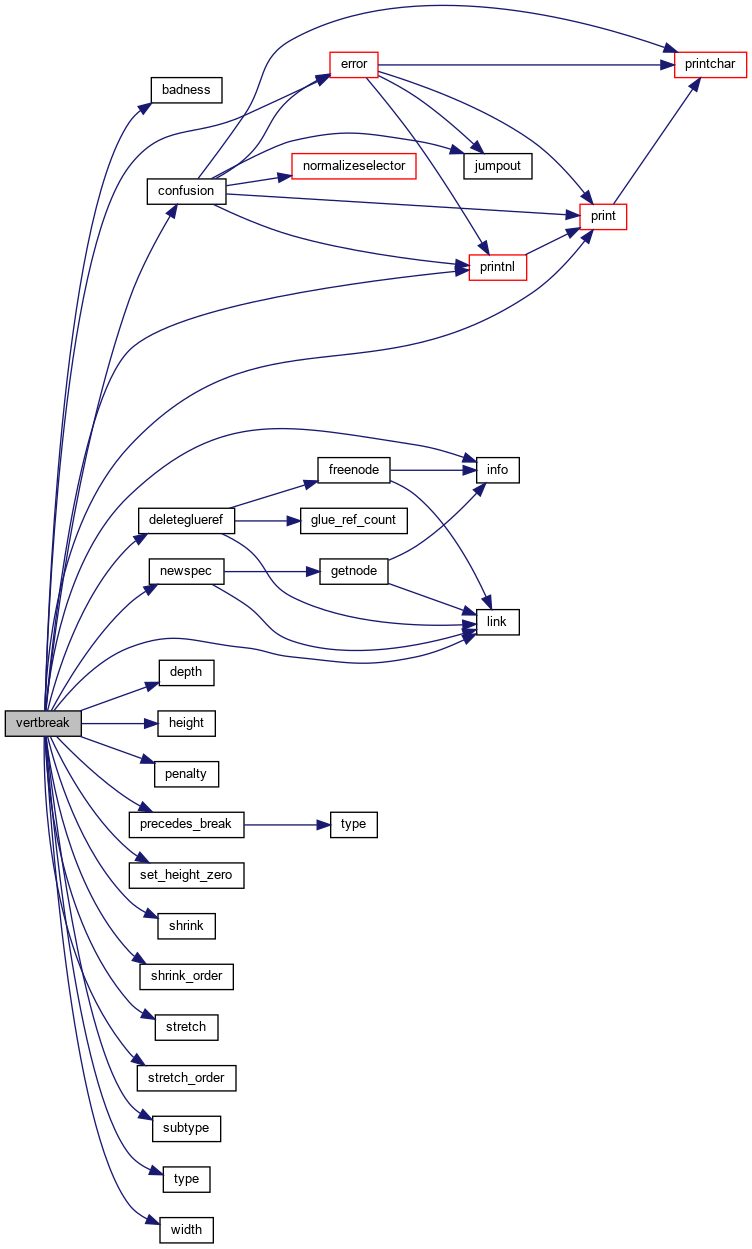 error
printchar
badness
normalizeselector
jumpout
confusion
print
printnl
freenode
info
deleteglueref
glue_ref_count
newspec
getnode
link
depth
vertbreak
height
penalty
precedes_break
type
set_height_zero
shrink
shrink_order
stretch
stretch_order
subtype
type
width